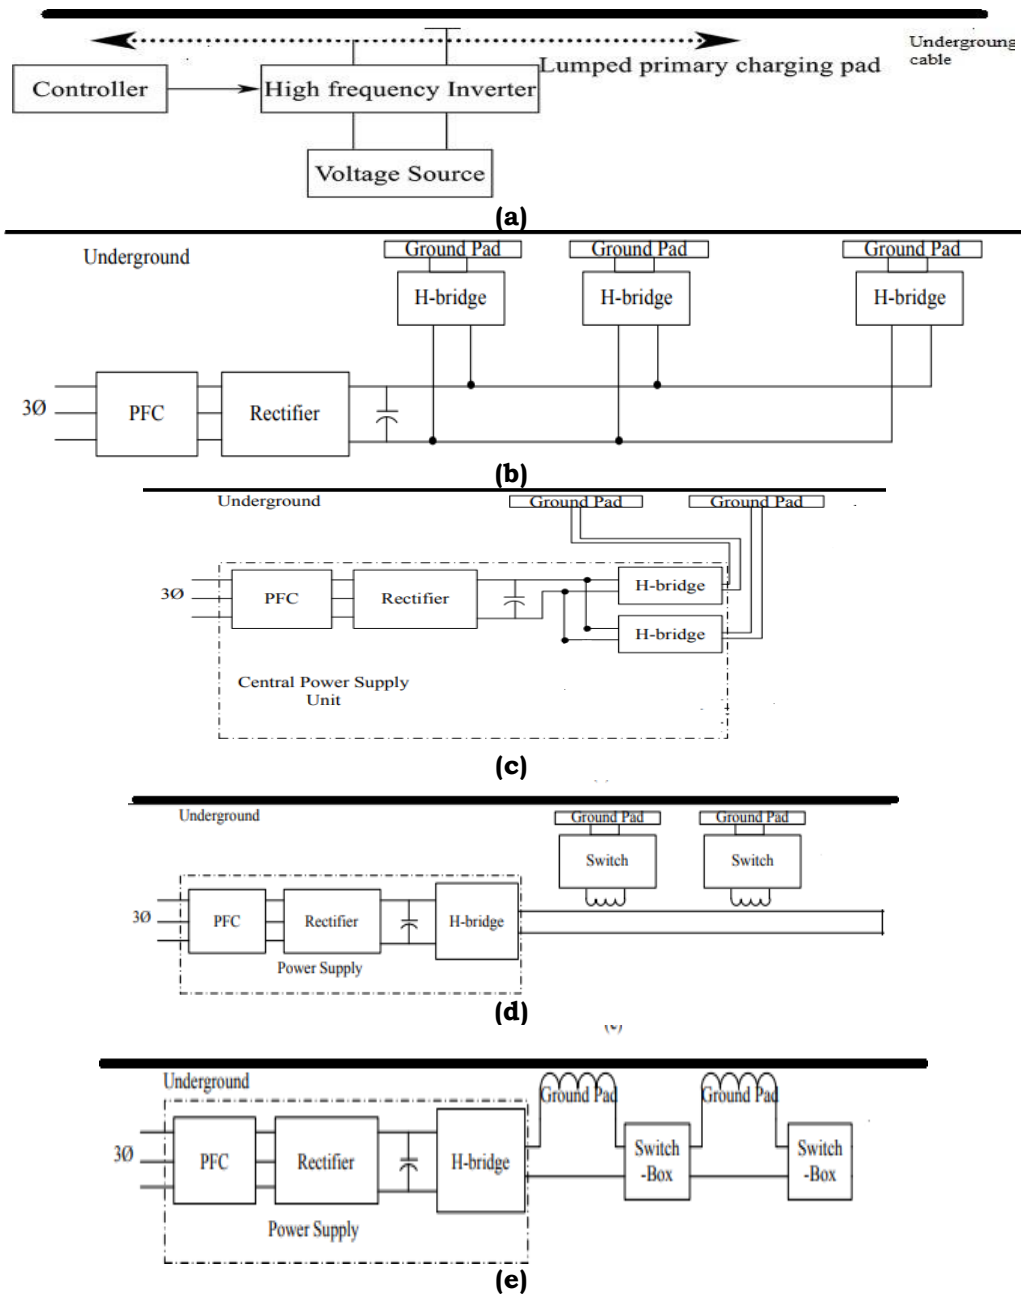 Undergroung
cable
Lumped primary charging pad
Controller
High frequency Inverter
Voltage Source
(a)
Underground
Ground Pad
Ground Pad
Ground Pad
H-bridge
H-bridge
H-bridge
3Ø
PFC
Rectifier
(b)
Underground
Ground Pad
Ground Pad
3Ø
PFC
Rectifier
H-bridge
H-bridge
Central Power Supply
Unit
(c)
Underground
Ground Pad
Ground Pad
Switch
Switch
3Ø
PFC
Rectifier
H-bridge
Power Supply
(d)
Underground
Ground Pad
Ground Pad
3Ø
PFC
Rectifier
H-bridge
Switch
-Box
Switch
-Box
Power Supply
(e)